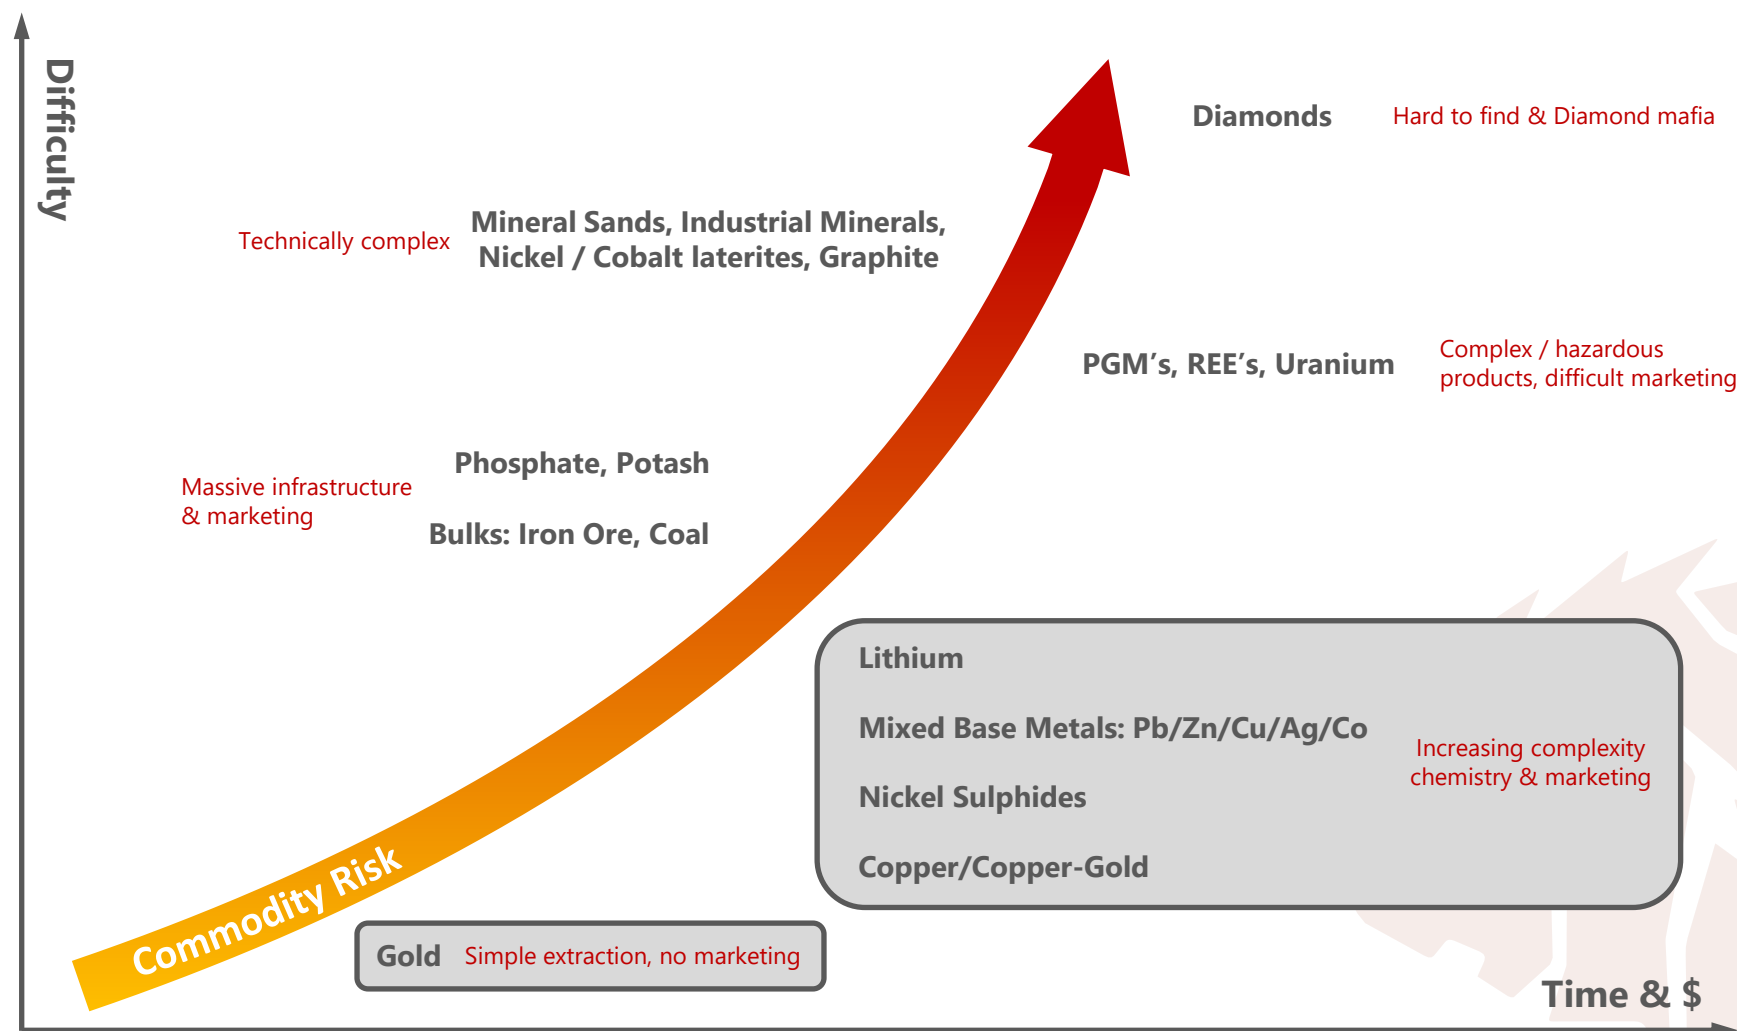 Difficulty
Diamonds
Hard to find & Diamond mafia
Technically complex
Mineral Sands, Industrial Minerals,
Nickel / Cobalt laterites, Graphite
PGM’s, REE’s, Uranium
Complex / hazardous
products, difficult marketing
Massive infrastructure
& marketing
Phosphate, Potash
Bulks: Iron Ore, Coal
Lithium
Mixed Base Metals: Pb/Zn/Cu/Ag/Co
Nickel Sulphides
Copper/Copper-Gold
Increasing complexity
chemistry & marketing
Commodity Risk
Gold
Simple extraction, no marketing
Time & $